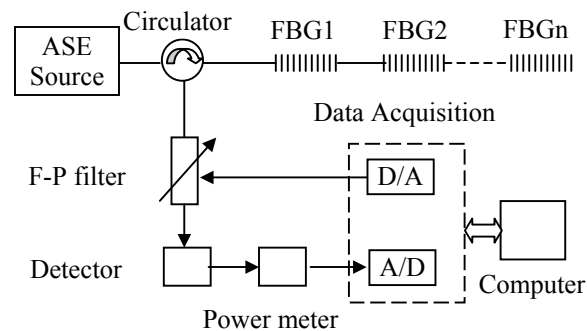 Circulator
ASE
Source
FBG1
FBG2
FBGn
Data Acquisition
F-P filter
D/A
Detector
A/D
Computer
Power meter